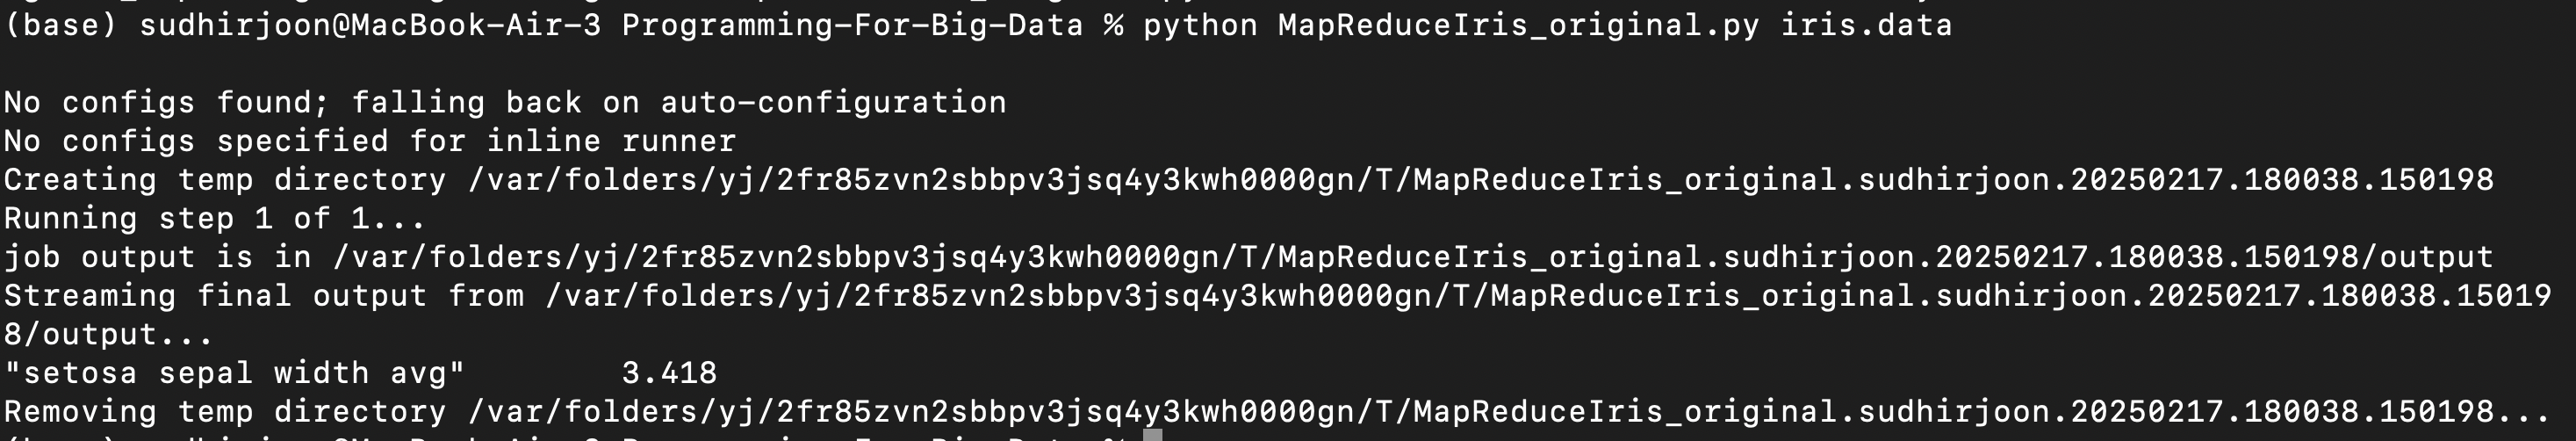 (base) sudhirjoon@MacBook-Air-3 Programming-For-Big-Data % python MapReduceIris_original.py iris.data
No configs found; falling back on auto-configuration
No configs specified for inline runner
Creating temp directory /var/folders/yj/2fr85zvn2sbbpv3jsq4y3kwh0000gn/T/MapReduceIris_original.sudhirjoon.20250217.180038.150198
Running step 1 of 1...
job output is in /var/folders/yj/2fr85zvn2sbbpv3jsq4y3kwh0000gn/T/MapReduceIris_original.sudhirjoon.20250217.180038.150198/output
Streaming final output from /var/folders/yj/2fr85zvn2sbbpv3jsq4y3kwh0000gn/T/MapReduceIris_original.sudhirjoon.20250217.180038.15019
8/output...
"setosa sepal width avg"	3.418
Removing temp directory /var/folders/yj/2fr85zvn2sbbpv3jsq4y3kwh0000gn/T/MapReduceIris_original.sudhirjoon.20250217.180038.150198...